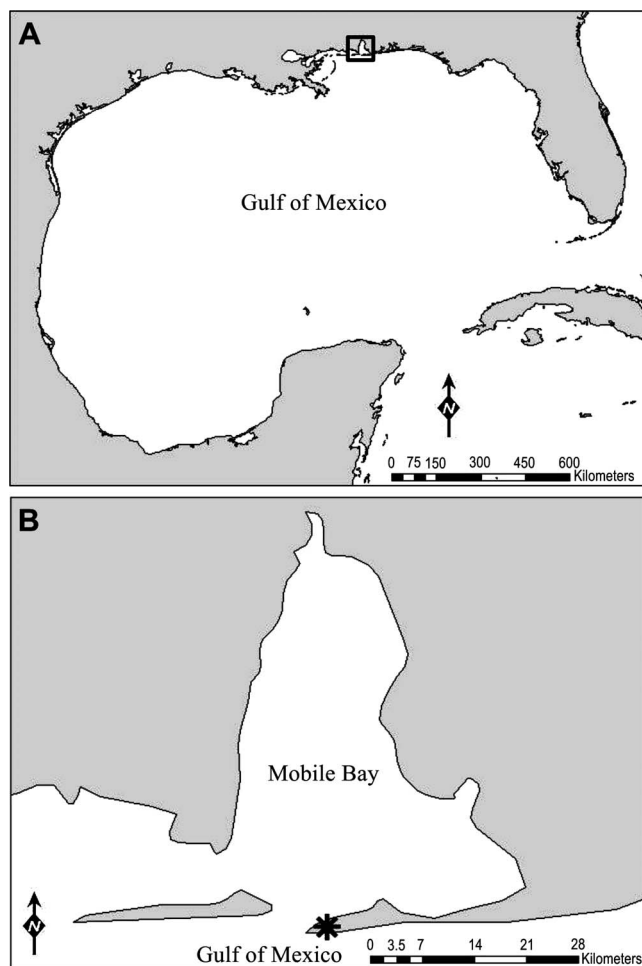 A
Gulf of Mexico
N
0 75 150 300 450 600
Kilometers
B
Mobile Bay
N
Gulf of Mexico
0 3.5 7 14 21 28
Kilometers